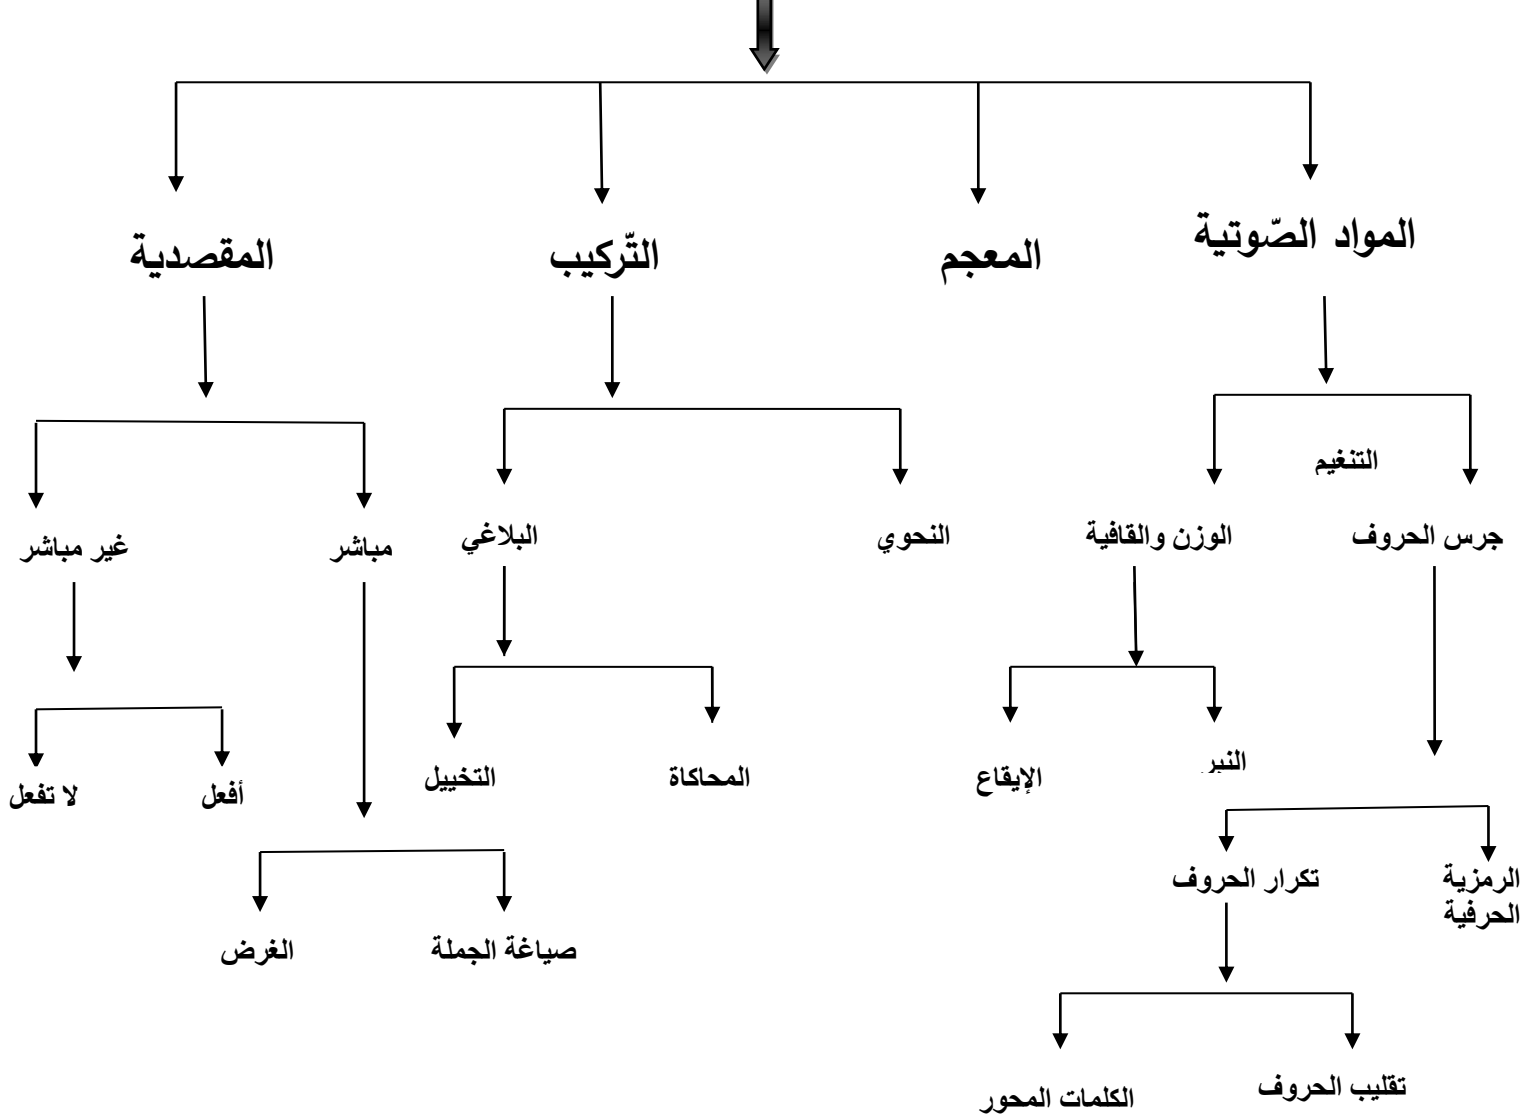 المواد الصّوتية
المعجم
التّركيب
المقصدية
التنغيم
جرس الحروف
الوزن والقافية
النحوي
البلاغي
مباشر
غير مباشر
النبر
الإيقاع
المحاكاة
التخييل
أفعل
لا تفعل
الرمزية
الحرفية
تكرار الحروف
صياغة الجملة
الغرض
تقليب الحروف
الكلمات المحور